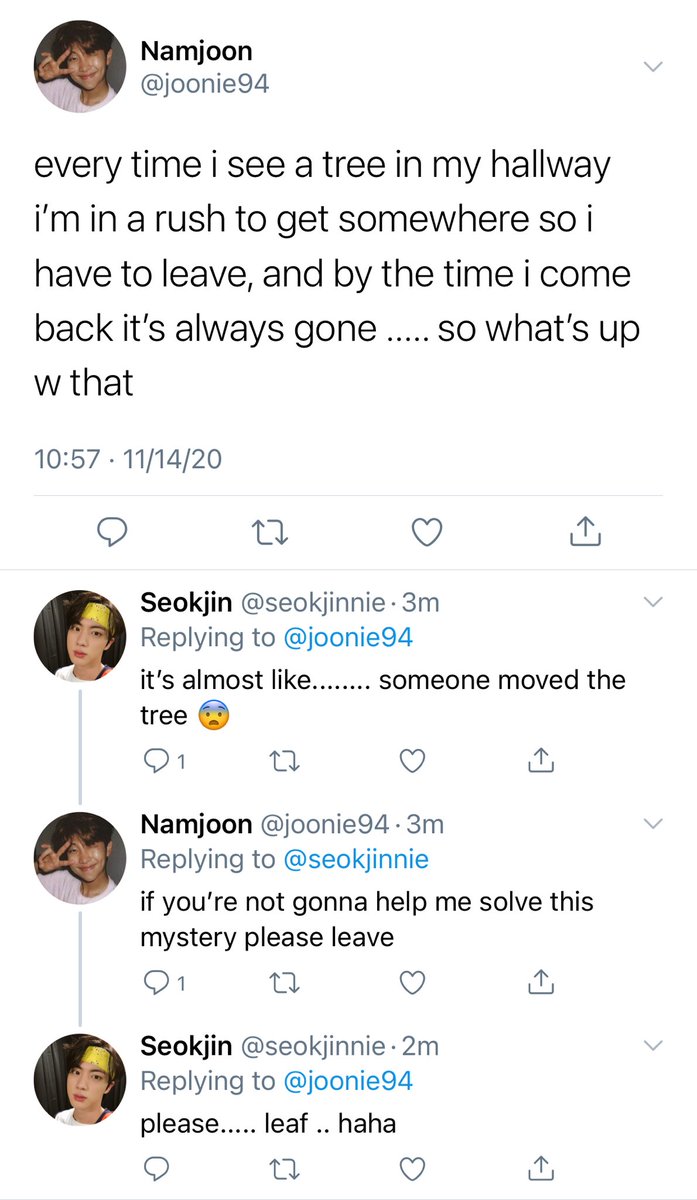 Namjoon
@joonie94
every time i see a tree in my hallway
i’m in a rush to get somewhere so i
have to leave, and by the time i come
back it’s always gone ..... so what’s up
w that
10:57 · 11/14/20
Seokjin @seokjinnie · 3m
Replying to @joonie94
it’s almost like........ someone moved the
tree 😨
1
Namjoon @joonie94 · 3m
Replying to @seokjinnie
if you’re not gonna help me solve this
mystery please leave
1
Seokjin @seokjinnie · 2m
Replying to @joonie94
please..... leaf .. haha